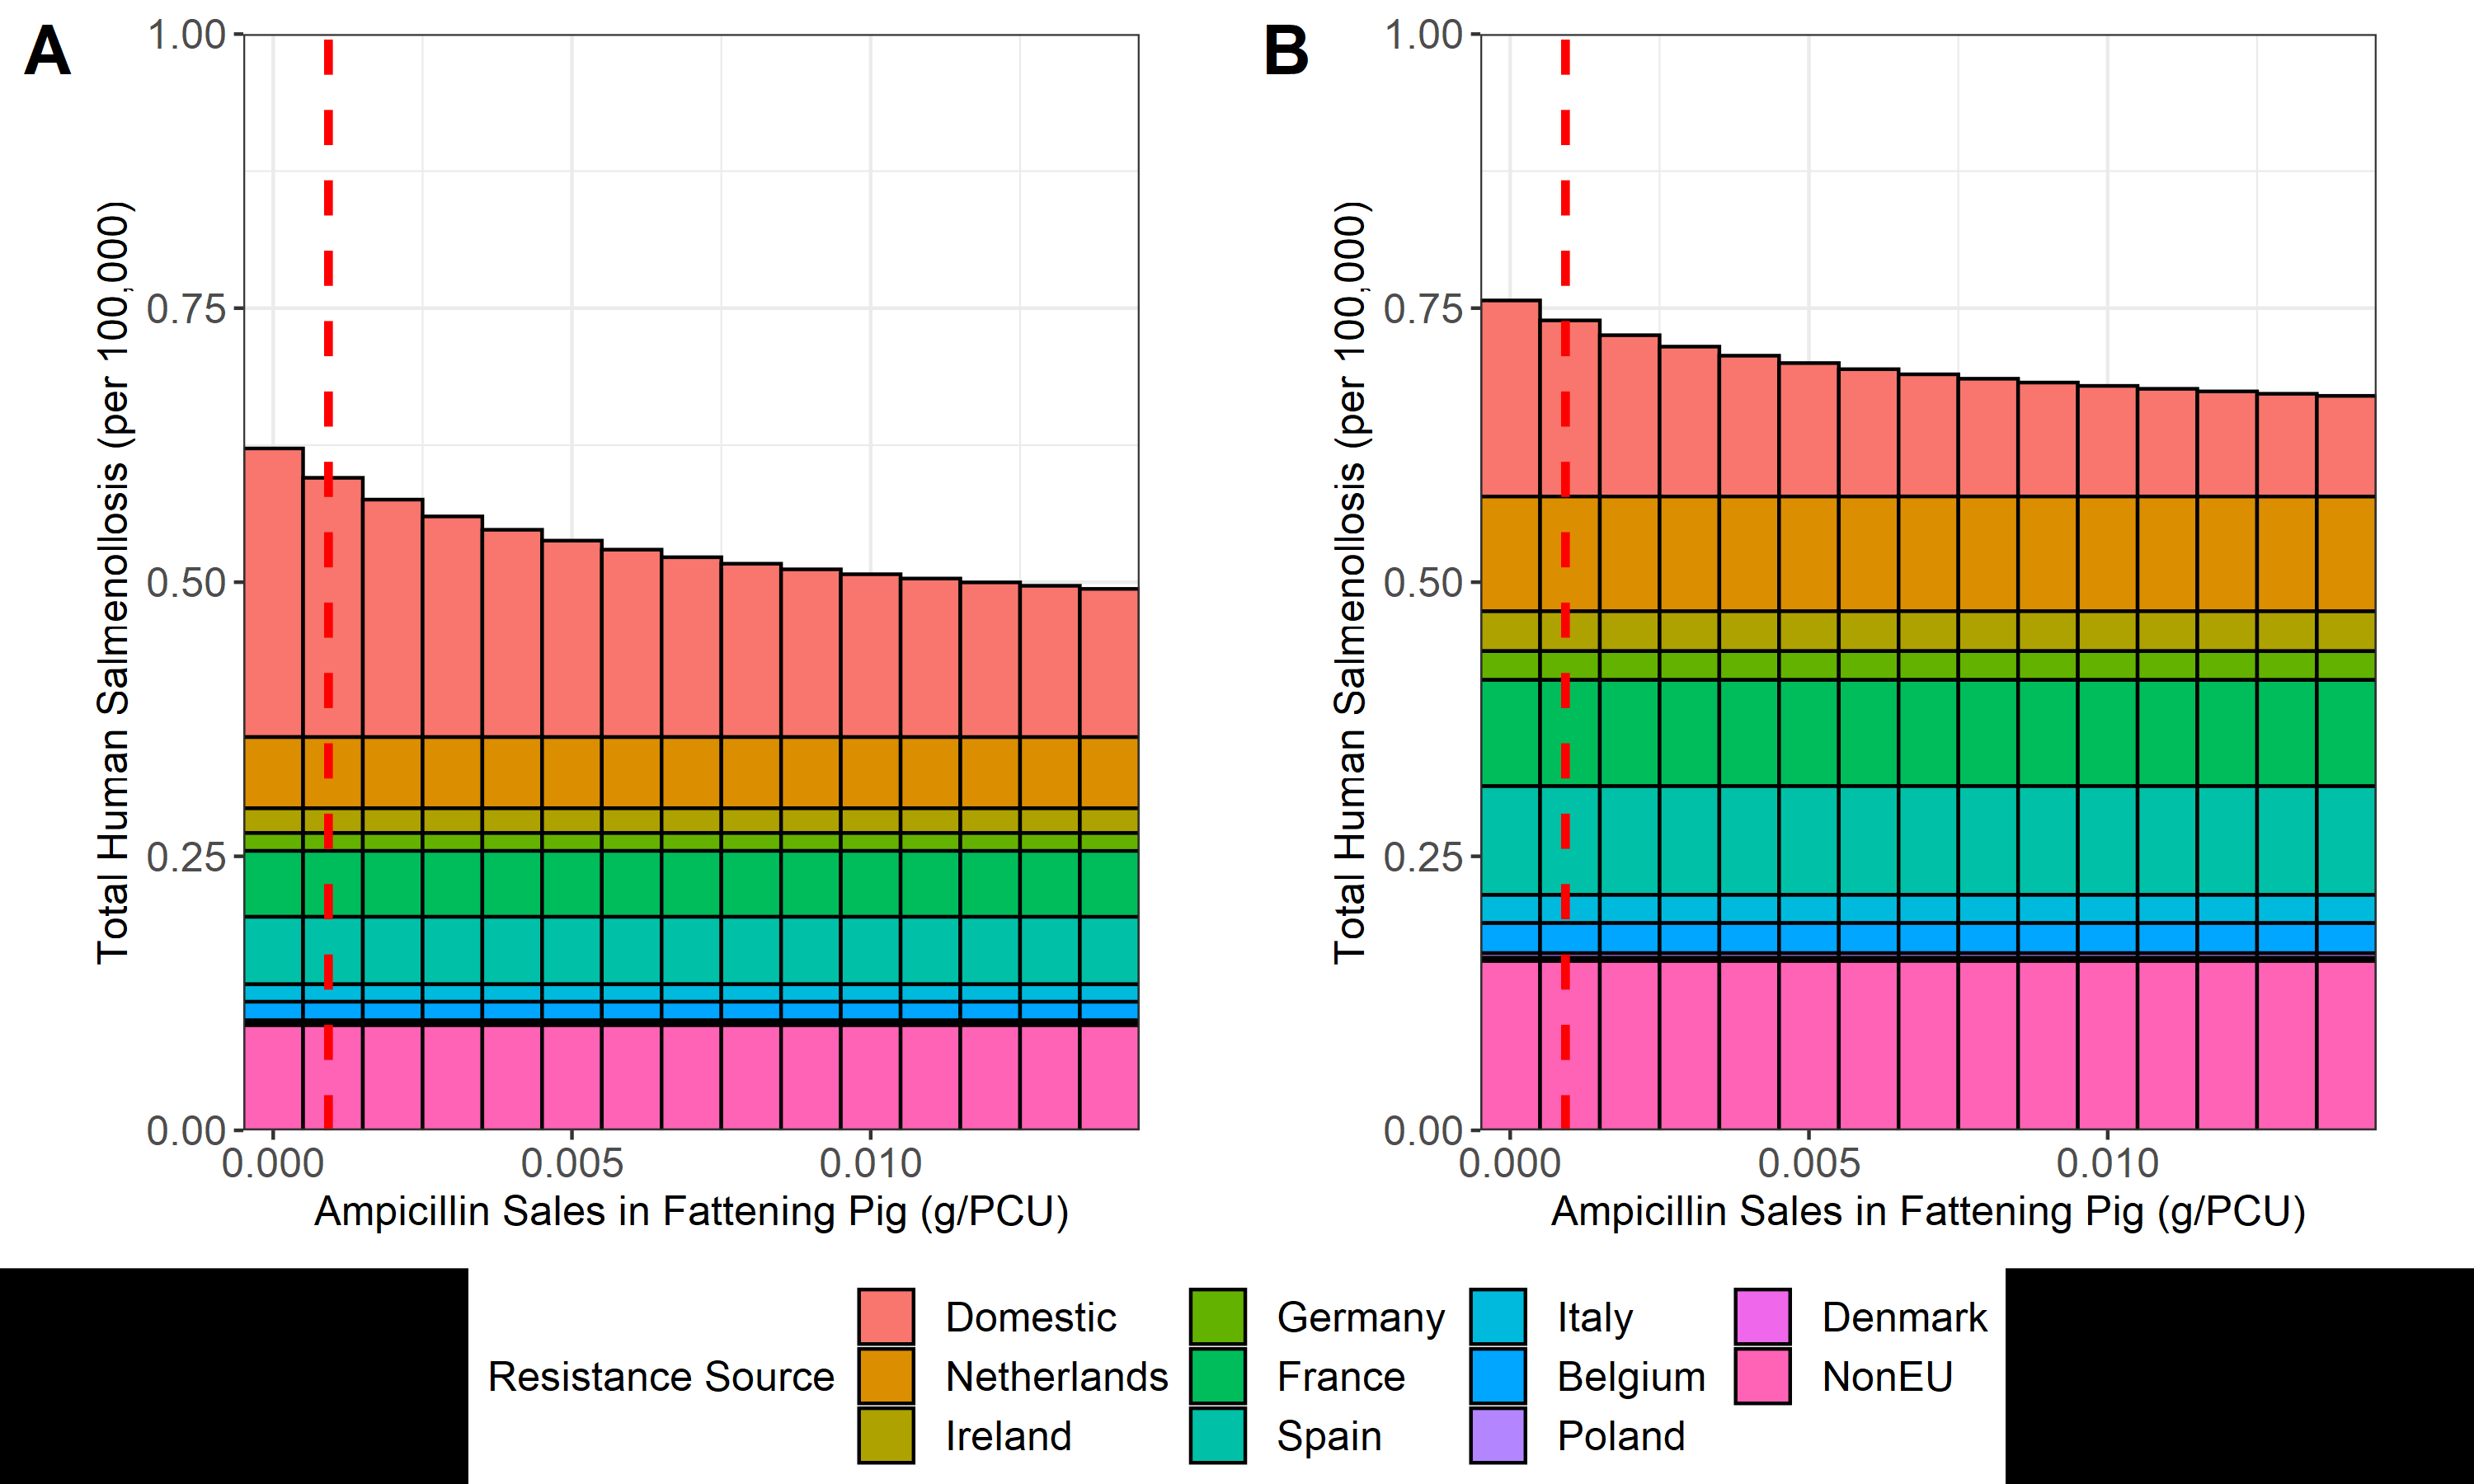 A
B
Total Human Salmenollosis (per 100,000)
1.00
0.75
0.50
0.25
0.00
0.000 0.005 0.010
Ampicillin Sales in Fattening Pig (g/PCU)
Total Human Salmenollosis (per 100,000)
1.00
0.75
0.50
0.25
0.00
0.000 0.005 0.010
Ampicillin Sales in Fattening Pig (g/PCU)
Resistance Source
Domestic
Netherlands
Ireland
Germany
France
Spain
Italy
Belgium
Poland
Denmark
NonEU